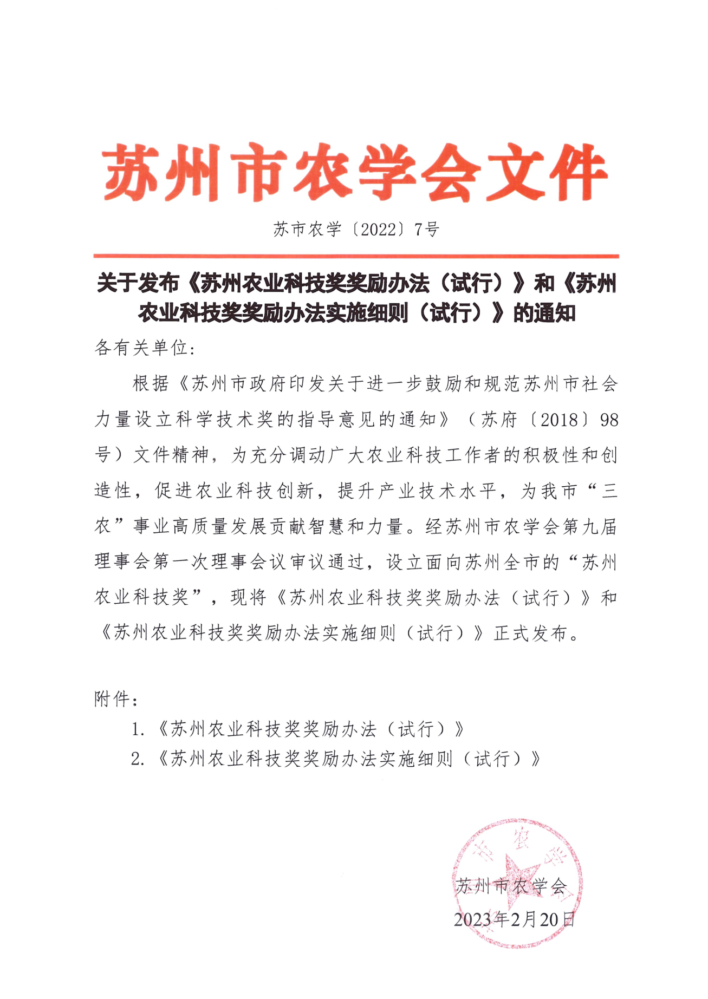 苏州市农学会文件
苏市农学〔2022〕7号
关于发布《苏州农业科技奖奖励办法（试行）》和《苏州
农业科技奖奖励办法实施细则（试行）》的通知
各有关单位:
根据《苏州市政府印发关于进一步鼓励和规范苏州市社会
力量设立科学技术奖的指导意见的通知》（苏府〔2018〕98
号）文件精神，为充分调动广大农业科技工作者的积极性和创
造性，促进农业科技创新，提升产业技术水平，为我市“三
农”事业高质量发展贡献智慧和力量。经苏州市农学会第九届
理事会第一次理事会议审议通过，设立面向苏州全市的“苏州
农业科技奖”，现将《苏州农业科技奖奖励办法（试行）》和
《苏州农业科技奖奖励办法实施细则（试行）》正式发布。
附件：
1.《苏州农业科技奖奖励办法（试行）》
2.《苏州农业科技奖奖励办法实施细则（试行）》
市农学会
苏州市农学会
2023年2月20日